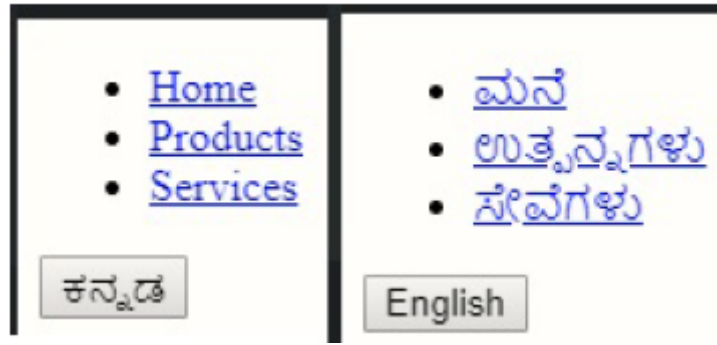 Home
Products
Services
ಕನ್ನಡ
ಮನೆ
ಉತ್ಪನ್ನಗಳು
ಸೇವೆಗಳು
English